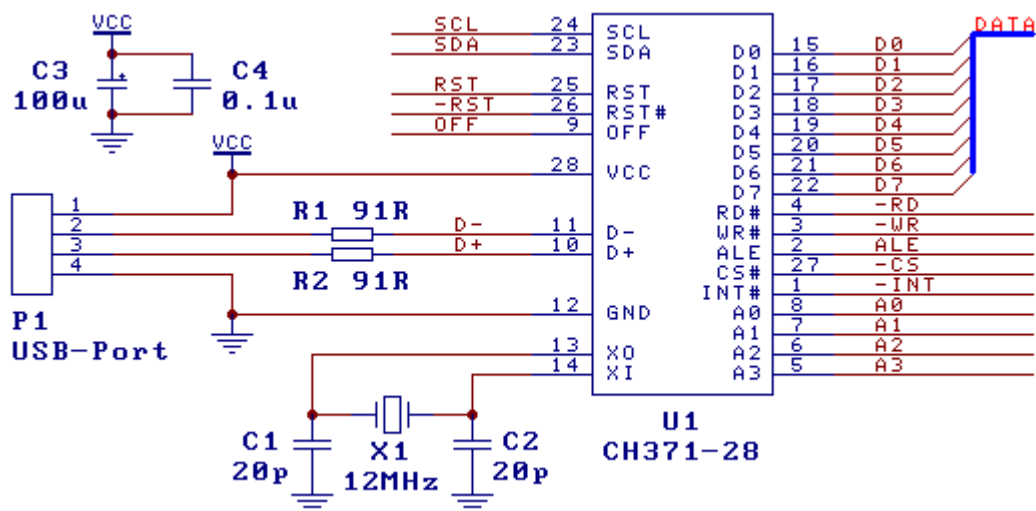 VCC
C3
100u
C4
0.1u
VCC
SCL 24 SCL
SDA 23 SDA
RST 25 RST
-RST 26 RST#
OFF 9 OFF
28 VCC
P1
USB-Port
1
2
3
4
R1 91R
R2 91R
D- 11 D-
D+ 10 D+
12 GND
13 XO
14 XI
C1
20p
X1
12MHz
C2
20p
U1
CH371-28
DATA
D0 15 D0
D1 16 D1
D2 17 D2
D3 18 D3
D4 19 D4
D5 20 D5
D6 21 D6
D7 22 D7
RD# 4 -RD
WR# 3 -WR
ALE 2 ALE
CS# 27 -CS
INT# 1 -INT
A0 8 A0
A1 7 A1
A2 6 A2
A3 5 A3